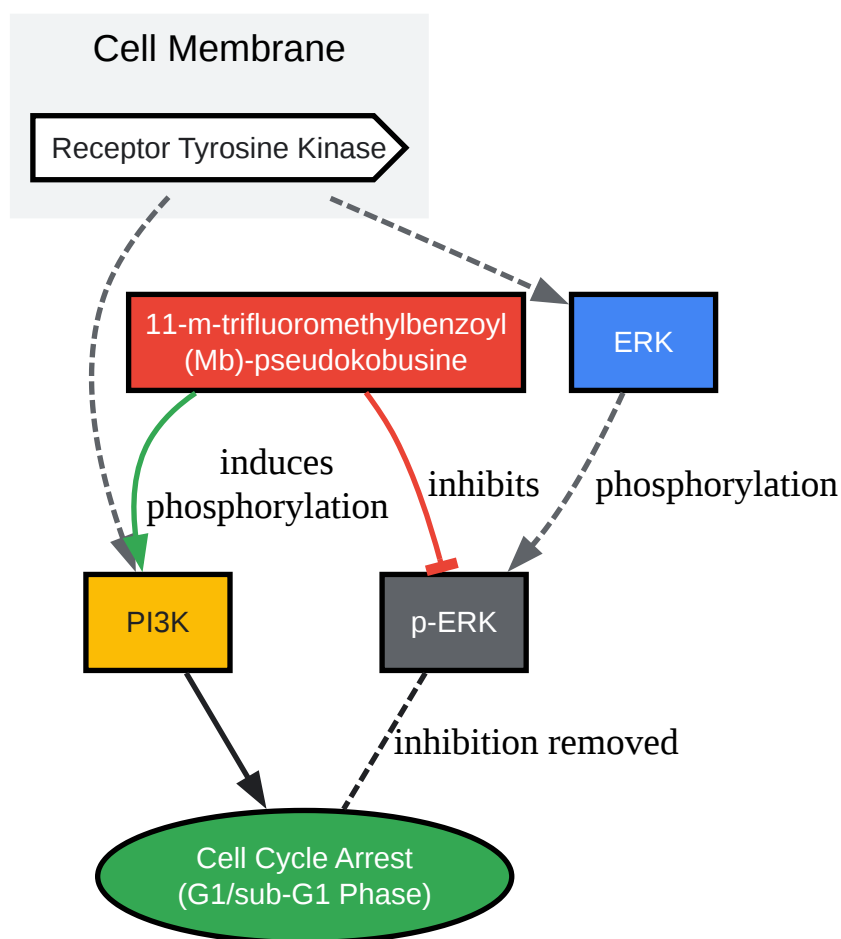 Cell Membrane
Receptor Tyrosine Kinase
11-m-trifluoromethylbenzoyl
(Mb)-pseudokobusine
ERK
induces
phosphorylation
inhibits
phosphorylation
PI3K
p-ERK
inhibition removed
Cell Cycle Arrest
(G1/sub-G1 Phase)